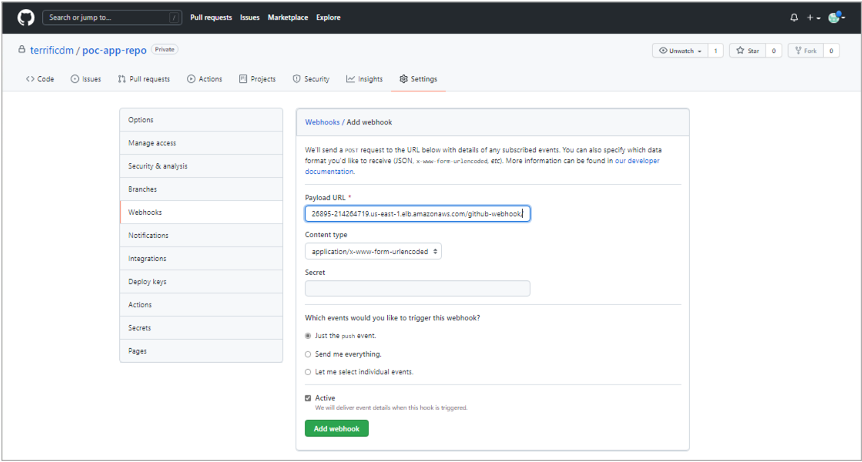 Search or jump to... /
Pull requests Issues Marketplace Explore
terrificdm / poc-app-repo Private
Unwatch 1 Star 0 Fork 0
Code Issues Pull requests Actions Projects Security Insights Settings
Options
Manage access
Security & analysis
Branches
Webhooks
Notifications
Integrations
Deploy keys
Actions
Secrets
Pages
Webhooks / Add webhook
We'll send a POST request to the URL below with details of any subscribed events. You can also specify which data
format you'd like to receive (JSON, x-www-form-urlencoded, etc). More information can be found in our developer
documentation.
Payload URL *
26895-214264719.us-east-1.elb.amazonaws.com/github-webhook/
Content type
application/x-www-form-urlencoded
Secret
Which events would you like to trigger this webhook?
Just the push event.
Send me everything.
Let me select individual events.
Active
We will deliver event details when this hook is triggered.
Add webhook